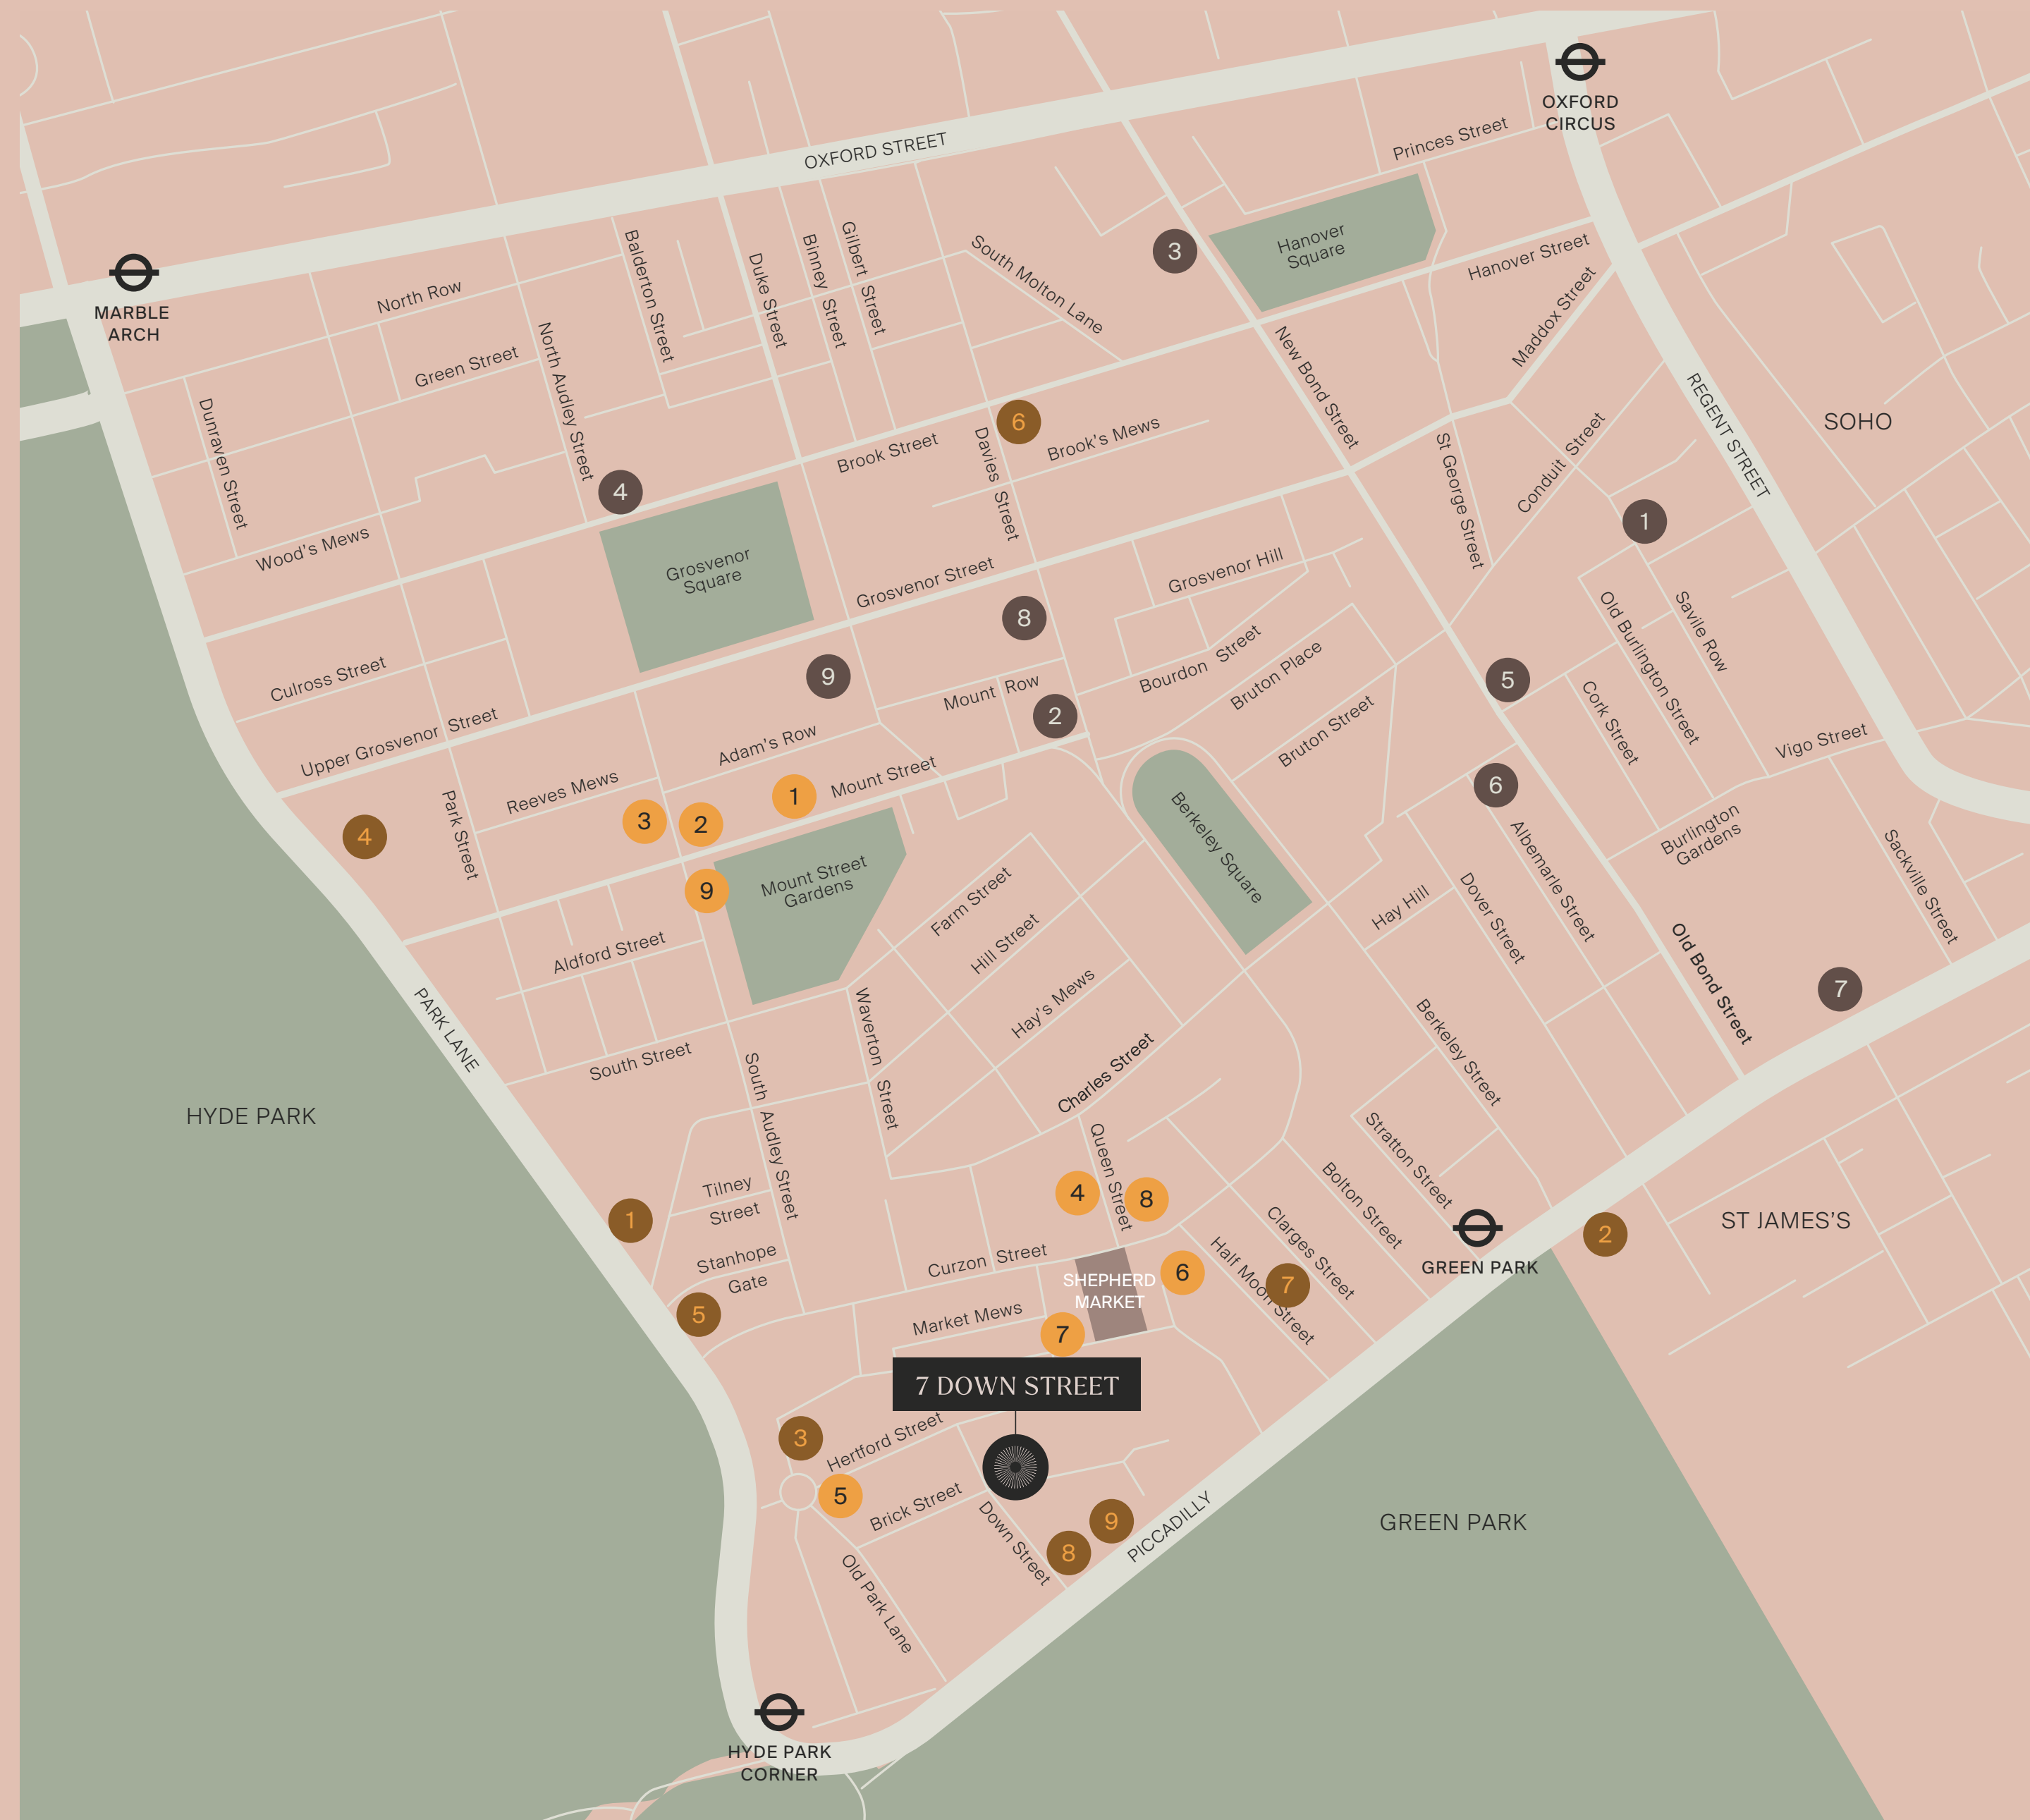 OXFORD
CIRCUS
OXFORD STREET
Princes Street
3
Hanover
Square
Hanover Street
MARBLE
ARCH
North Row
Balderton Street
Duke Street
Binney Street
Gilbert Street
South Molton Lane
Maddox Street
New Bond Street
REGENT STREET
SOHO
Green Street
North Audley Street
Dunraven Street
6
Brook Street
Brook's Mews
Davies Street
St George Street
Conduit Street
4
1
Wood's Mews
Grosvenor
Square
Grosvenor Street
Grosvenor Hill
8
Old Burlington Street
Savile Row
Culross Street
9
Mount Row
2
Bourdon Street
Bruton Place
Bruton Street
5
Cork Street
Vigo Street
Upper Grosvenor Street
Adam's Row
Reeves Mews
Mount Street
1
3
2
4
Park Street
6
Berkeley Square
Burlington
Gardens
Albemarle Street
Sackville Street
9
Mount Street
Gardens
Farm Street
Hill Street
Hay Hill
Dover Street
Old Bond Street
Aldford Street
7
PARK LANE
Hay's Mews
Waverton Street
Berkeley Street
South Street
Charles Street
HYDE PARK
South Audley Street
Queen Street
Stratton Street
Tilney
Street
4
8
Bolton Street
1
ST JAMES'S
2
GREEN PARK
Stanhope
Gate
Curzon Street
Clarges Street
Half Moon Street
SHEPHERD
MARKET
6
7
5
Market Mews
7
7 DOWN STREET
3
Hertford Street
5
Brick Street
Down Street
9
8
PICCADILLY
GREEN PARK
Old Park Lane
HYDE PARK
CORNER